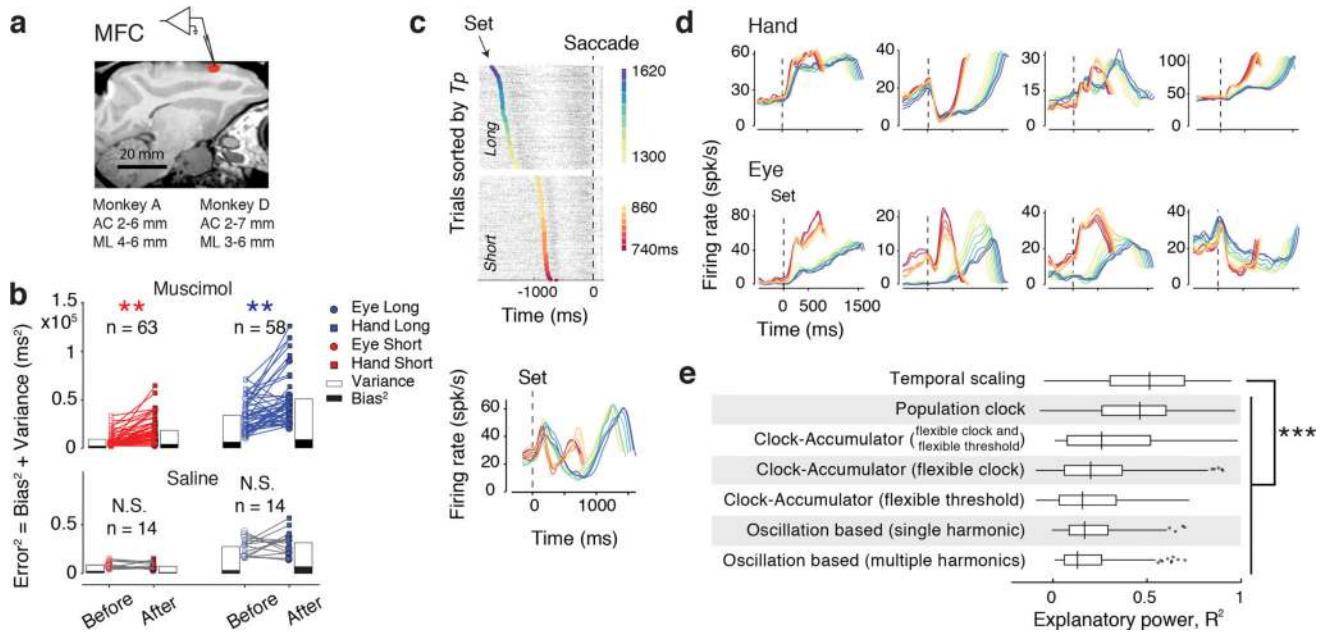 a
MFC
20 mm
Monkey A
AC 2-6 mm
ML 4-6 mm
Monkey D
AC 2-7 mm
ML 3-6 mm
b
Muscimol
1.5
x10⁵
1
0.5
0
**
n = 63
**
n = 58
Eye Long
Hand Long
Eye Short
Hand Short
Variance
Bias²
Saline
0.5
0
N.S.
n = 14
N.S.
n = 14
Before
After
Before
After
Error² = Bias² + Variance (ms²)
c
Set
Saccade
Trials sorted by Tp
Long
Short
1620
1300
860
740ms
-1000
0
Time (ms)
Set
Firing rate (spk/s)
80
60
40
20
0
0
1000
Time (ms)
d
Hand
60
30
0
40
20
0
30
20
10
0
100
50
0
Eye
Set
Firing rate (spk/s)
80
40
0
20
10
0
40
20
0
40
20
0
0
700
1500
Time (ms)
e
Temporal scaling
Population clock
Clock-Accumulator (flexible clock and
flexible threshold)
Clock-Accumulator (flexible clock)
Clock-Accumulator (flexible threshold)
Oscillation based (single harmonic)
Oscillation based (multiple harmonics)
***
0
0.5
1
Explanatory power, R²